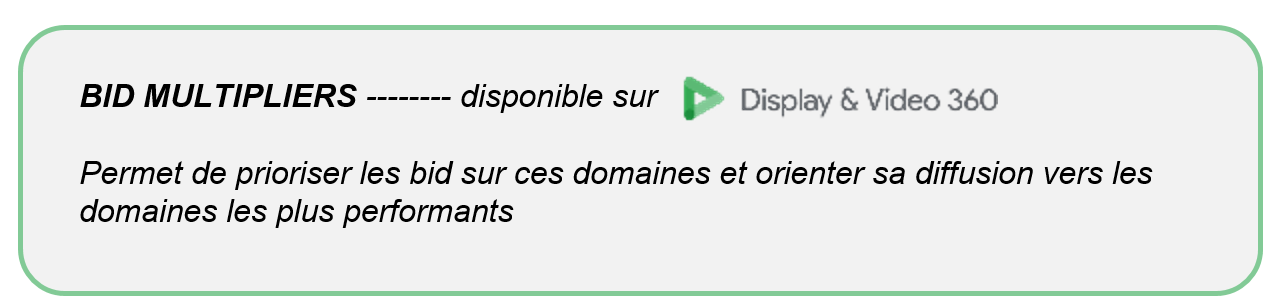 BID MULTIPLIERS -------- disponible sur Display & Video 360
Permet de prioriser les bid sur ces domaines et orienter sa diffusion vers les
domaines les plus performants